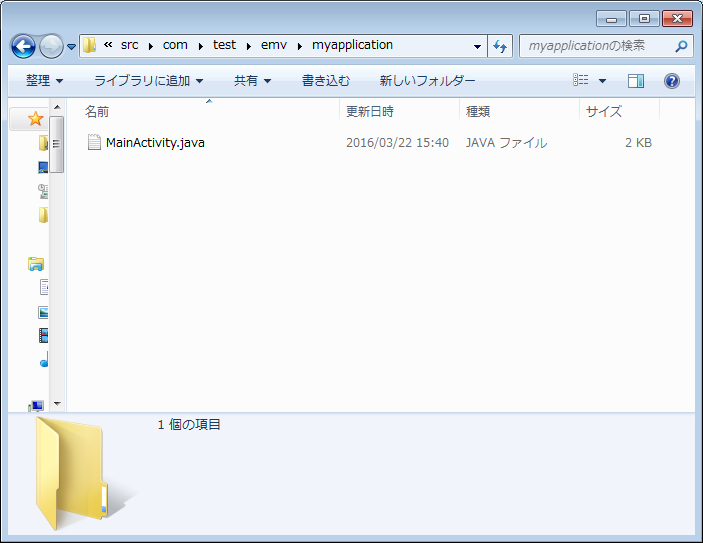 ≪ src ▸ com ▸ test ▸ emv ▸ myapplication
myapplicationの検索
整理 ライブラリに追加 共有 書き込む 新しいフォルダー
名前 更新日時 種類 サイズ
MainActivity.java 2016/03/22 15:40 JAVA ファイル 2 KB
1 個の項目